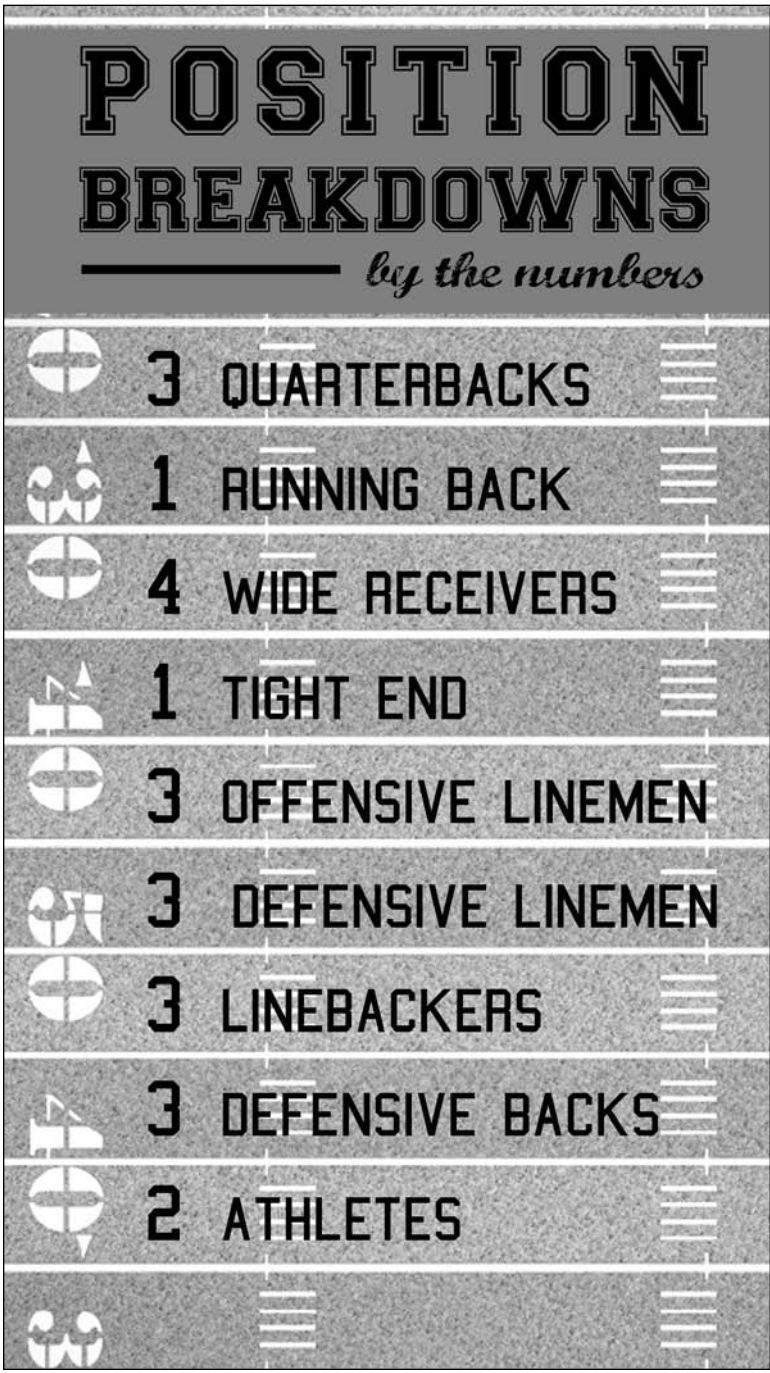 POSITION
BREAKDOWNS
by the numbers
3 QUARTERBACKS
1 RUNNING BACK
4 WIDE RECEIVERS
1 TIGHT END
3 OFFENSIVE LINEMEN
3 DEFENSIVE LINEMEN
3 LINEBACKERS
3 DEFENSIVE BACKS
2 ATHLETES